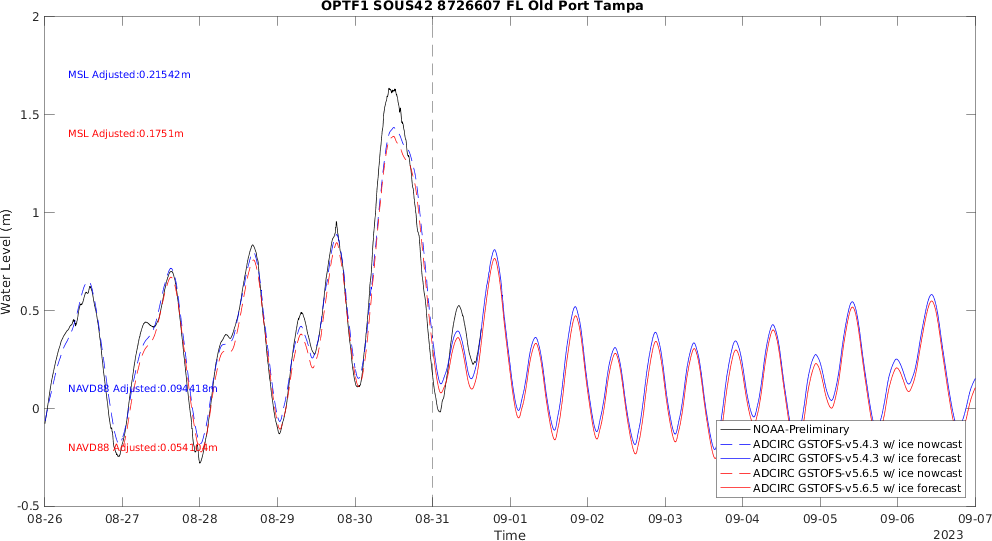 OPTF1 SOUS42 8726607 FL Old Port Tampa
2
1.5
1
0.5
0
-0.5
Water Level (m)
MSL Adjusted:0.21542m
MSL Adjusted:0.1751m
NAVD88 Adjusted:0.094418m
NAVD88 Adjusted:
NOAA-Preliminary
ADCIRC GSTOFS-v5.4.3 w/ ice nowcast
ADCIRC GSTOFS-v5.4.3 w/ ice forecast
ADCIRC GSTOFS-v5.6.5 w/ ice nowcast
ADCIRC GSTOFS-v5.6.5 w/ ice forecast
08-26 08-27 08-28 08-29 08-30 08-31 09-01 09-02 09-03 09-04 09-05 09-06 09-07
Time
2023